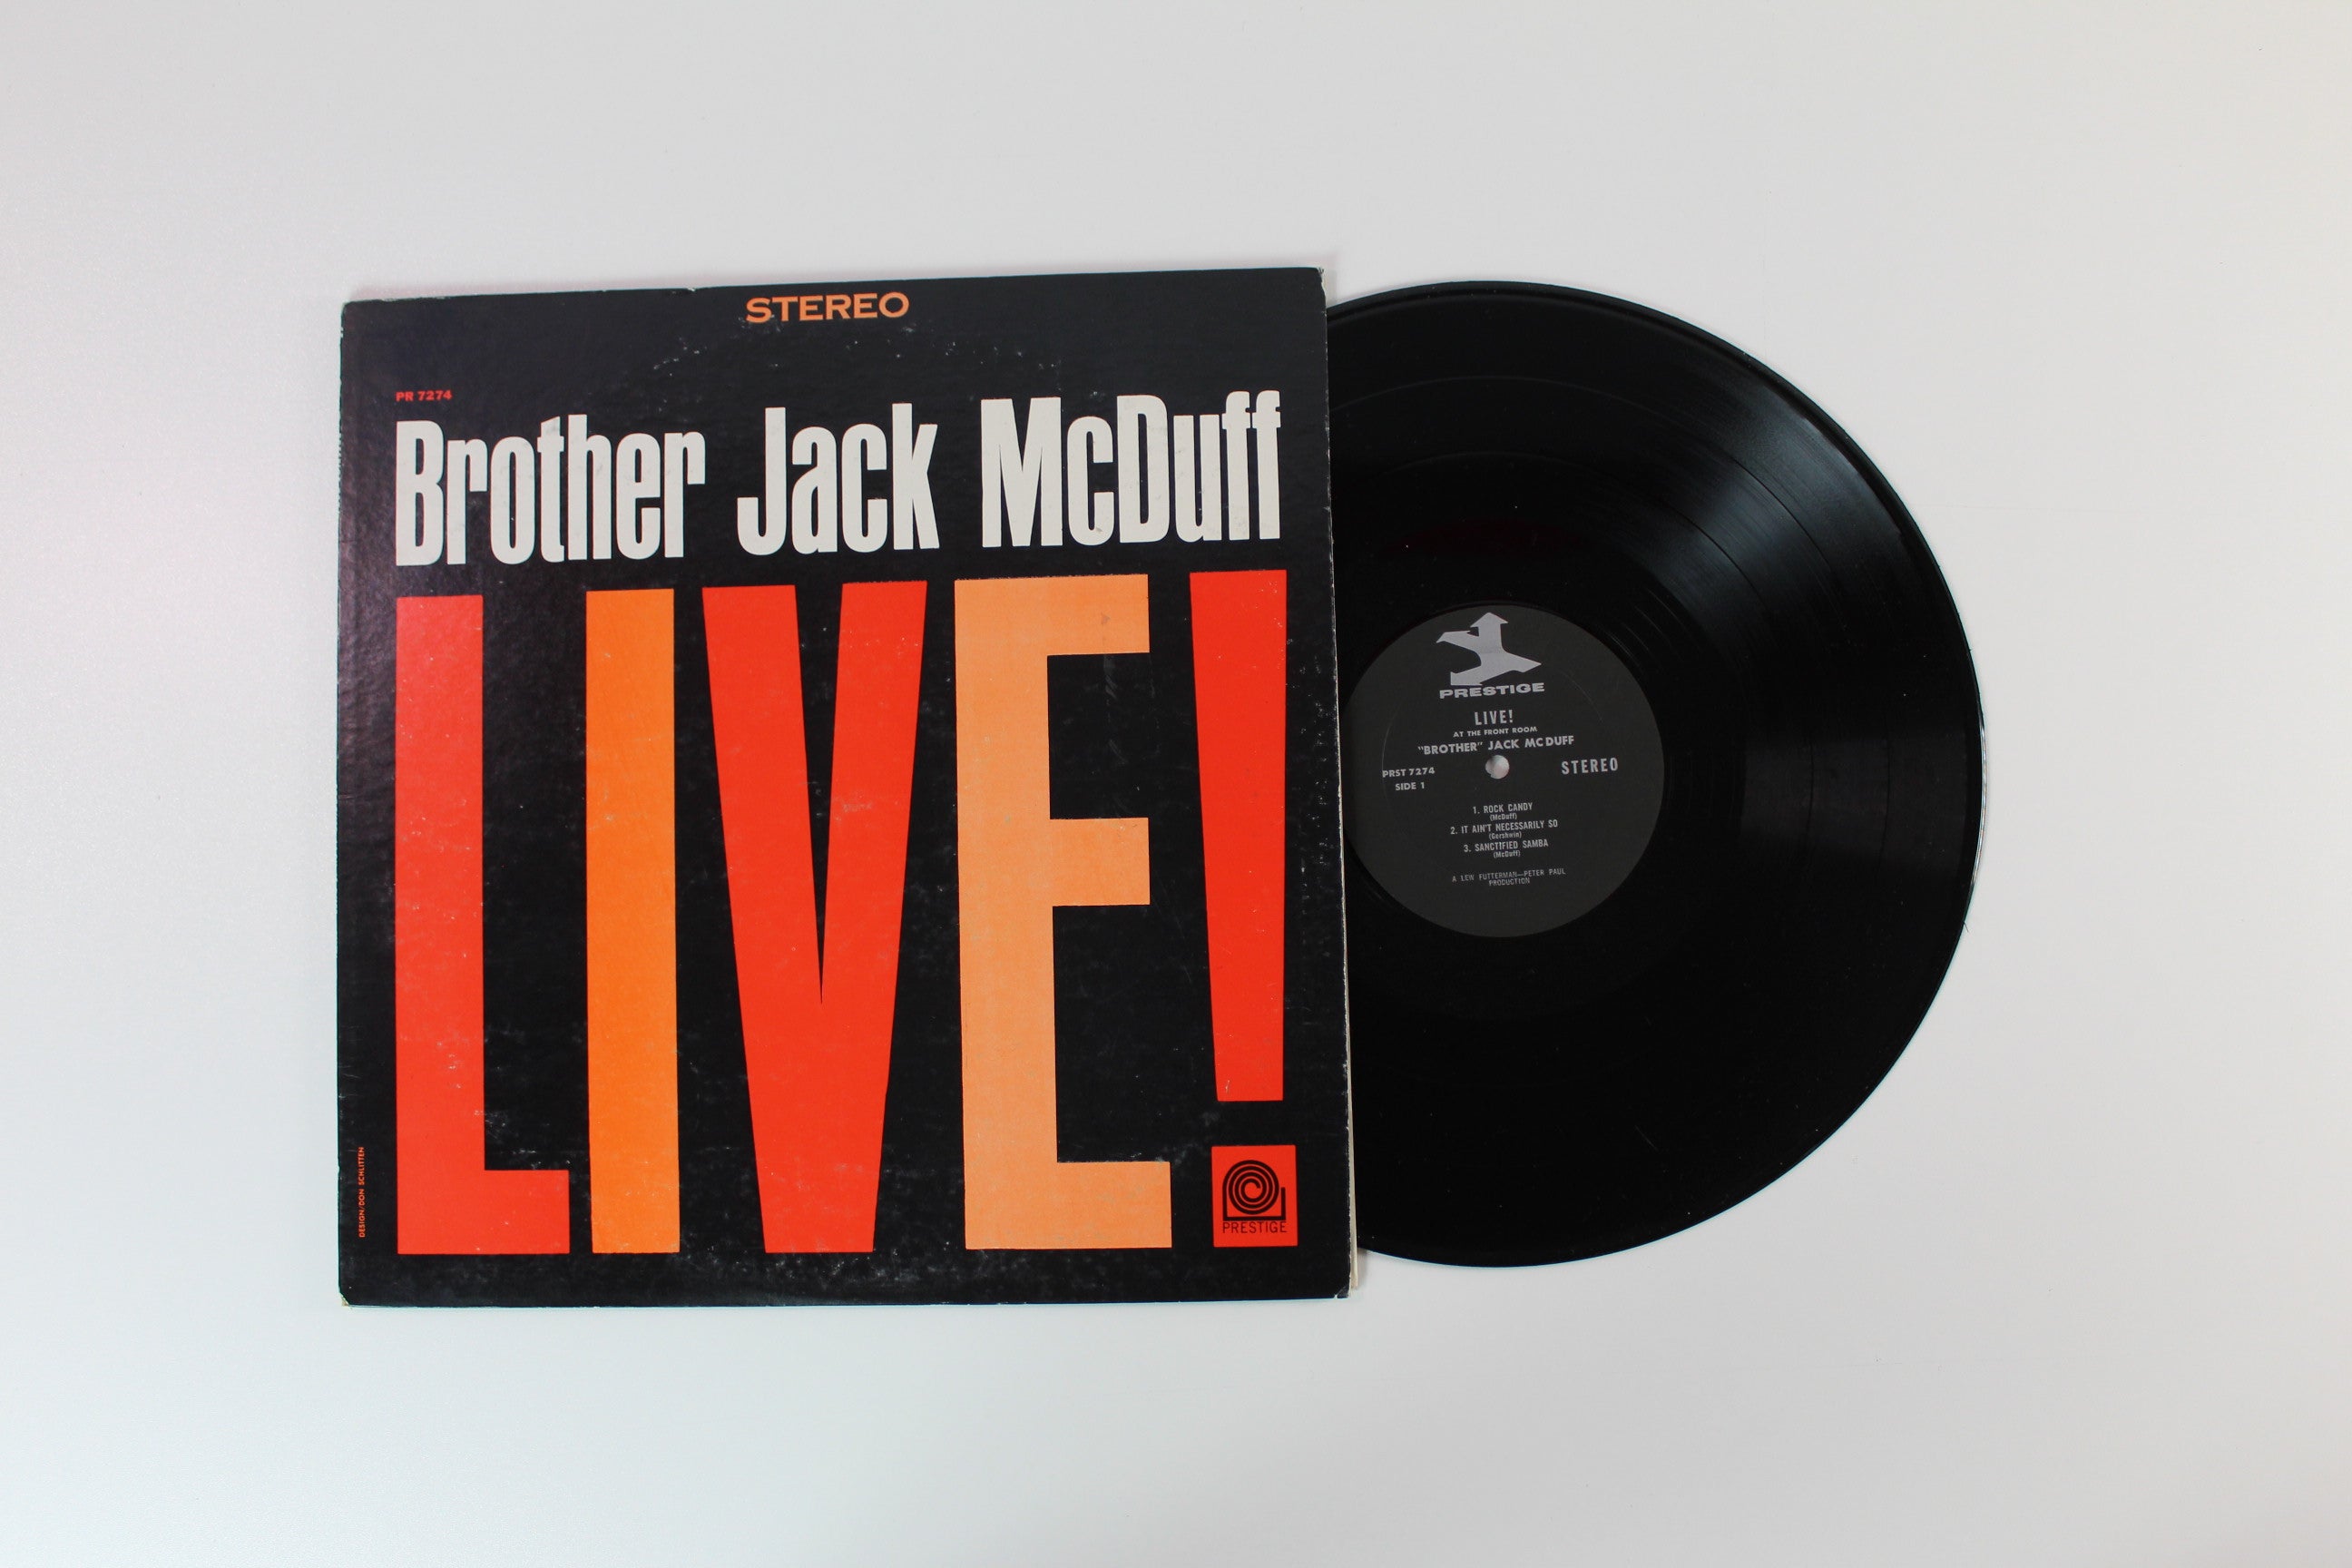 STEREO
PR 7274
Brother Jack McDuff
LIVE!
DESIGN/DON SCHLITTEN
PRESTIGE
PRESTIGE
LIVE!
AT THE FRONT ROOM
"BROTHER" JACK MC DUFF
PRST 7274
SIDE 1
STEREO
1. ROCK CANDY
(McDuff)
2. IT AIN'T NECESSARILY SO
(Gershwin)
3. SANCTIFIED SAMBA
(McDuff)
A LEW FUTTERMAN—PETER PAUL
PRODUCTION